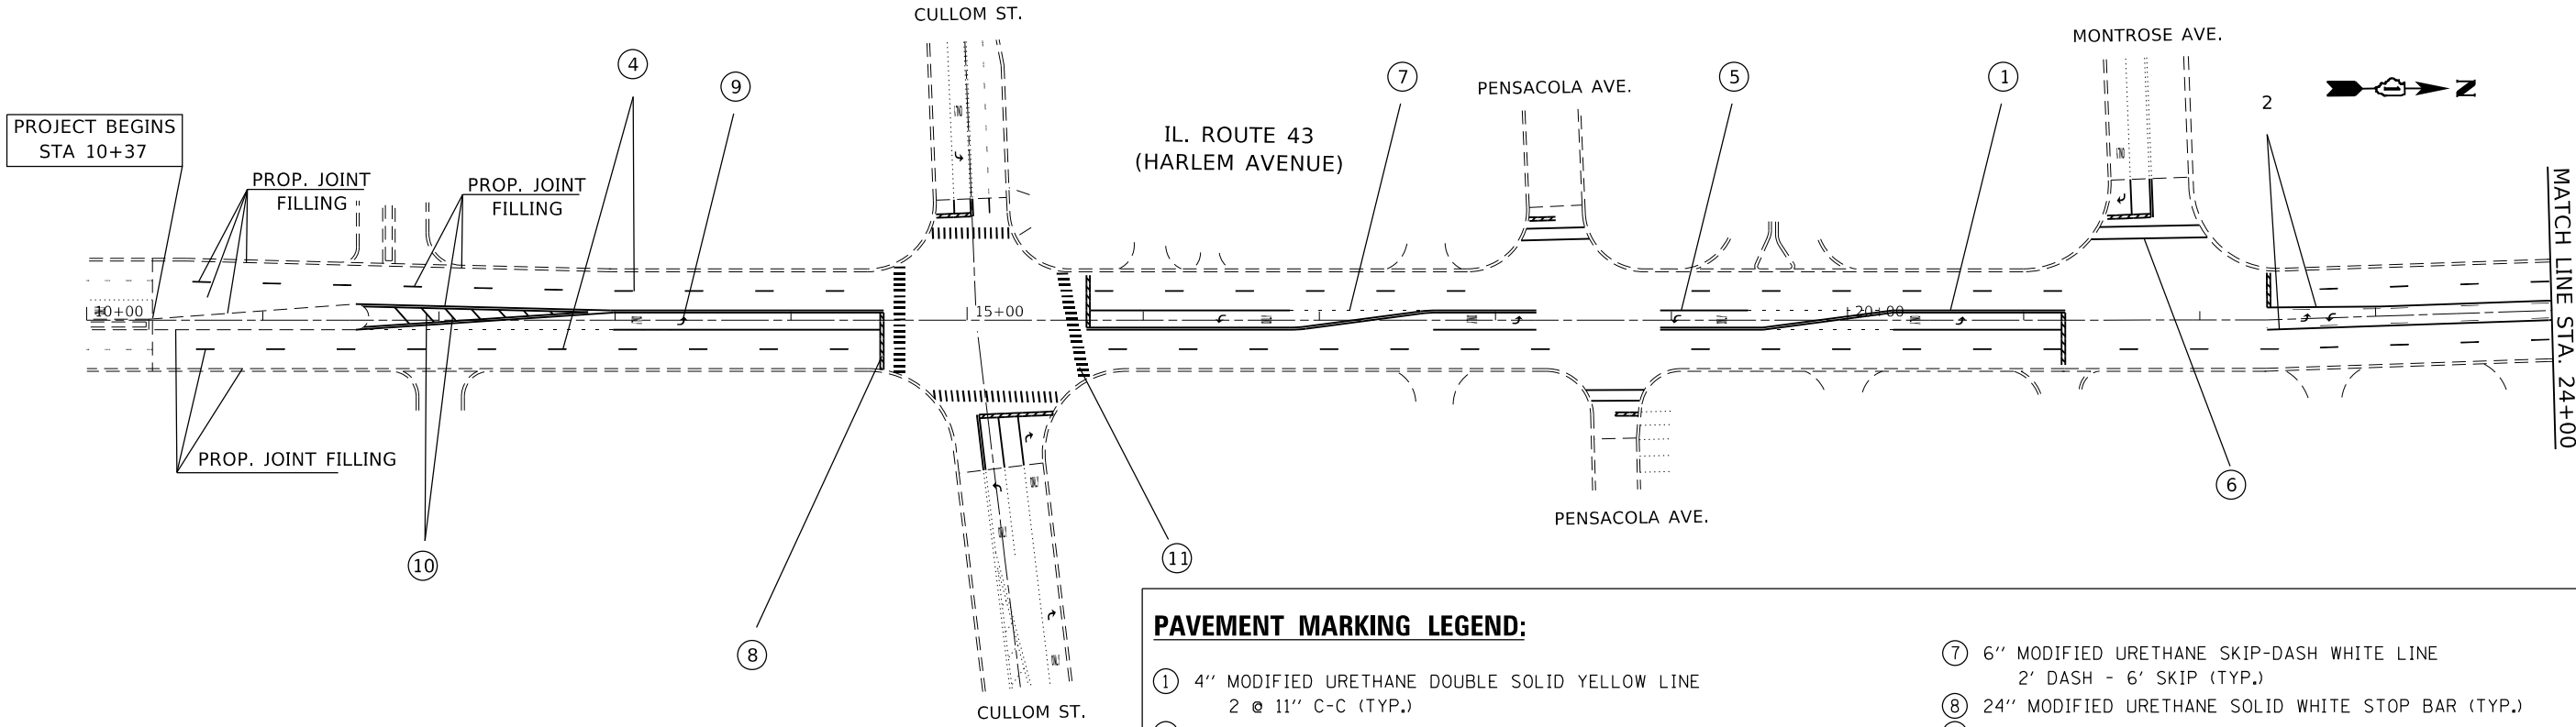 CULLOM ST.
MONTROSE AVE.
4
9
7
5
1
PENSACOLA AVE.
2
N
PROJECT BEGINS
STA 10+37
IL. ROUTE 43
(HARLEM AVENUE)
PROP. JOINT
FILLING
PROP. JOINT
FILLING
MATCH LINE STA. 24+00
10+00
15+00
20+00
PROP. JOINT FILLING
6
PENSACOLA AVE.
10
11
8
CULLOM ST.
PAVEMENT MARKING LEGEND:
1 4'' MODIFIED URETHANE DOUBLE SOLID YELLOW LINE
2 @ 11'' C-C (TYP.)
7 6'' MODIFIED URETHANE SKIP-DASH WHITE LINE
2' DASH - 6' SKIP (TYP.)
8 24'' MODIFIED URETHANE SOLID WHITE STOP BAR (TYP.)